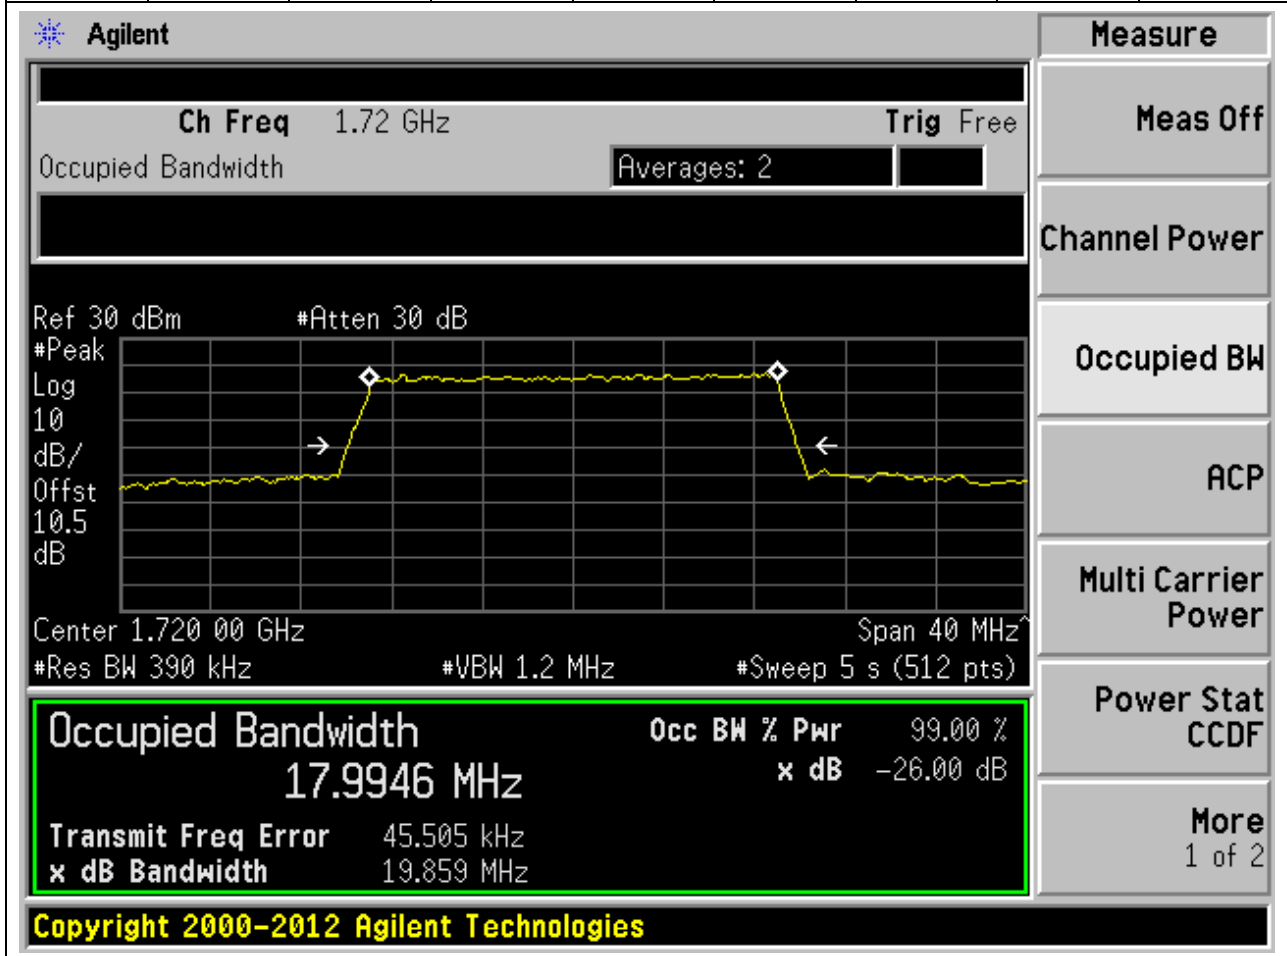 Agilent
Measure
Ch Freq 1.72 GHz Trig Free
Occupied Bandwidth Averages: 2
Ref 30 dBm #Atten 30 dB
#Peak
Log
10
dB/
Offst
10.5
dB
Center 1.720 00 GHz Span 40 MHz^
#Res BW 390 kHz #VBW 1.2 MHz #Sweep 5 s (512 pts)
Occupied Bandwidth Occ BW % Pwr 99.00 %
17.9946 MHz x dB -26.00 dB
Transmit Freq Error 45.505 kHz
x dB Bandwidth 19.859 MHz
Copyright 2000-2012 Agilent Technologies
Meas Off
Channel Power
Occupied BW
ACP
Multi Carrier
Power
Power Stat
CCDF
More
1 of 2